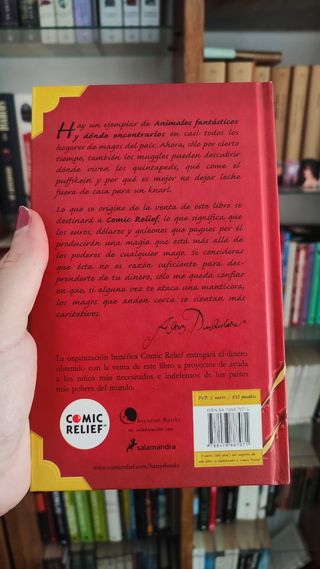 Hay un ejemplar de Animales fantásticos
y dónde encontrarlos en casi todos los
hogares de magos del país. Ahora, sólo por cierto
tiempo, también los muggles pueden descubrir
dónde viven los quintapeds, qué come el
puffskein y por qué es mejor no dejar leche
fuera de casa para un knarl.
Lo que se origine de la venta de este libro se
destinará a Comic Relief, lo que significa que
los euros, dólares y galeones que pagues por él
producirán una magia que está más allá de
los poderes de cualquier mago. Si consideras
que ésta no es razón suficiente para des-
prenderte de tu dinero, sólo me queda confiar
en que, si alguna vez te ataca una mantícora,
los magos que anden cerca se sientan más
caritativos.
Albus Dumbledore
La organización benéfica Comic Relief entregará el dinero
obtenido con la venta de este libro a proyectos de ayuda
a los niños más necesitados e indefensos de los países
más pobres del mundo.
COMIC
RELIEF
Obscurus Books
en colaboración con
salamandra
www.comicrelief.com/harrysbooks